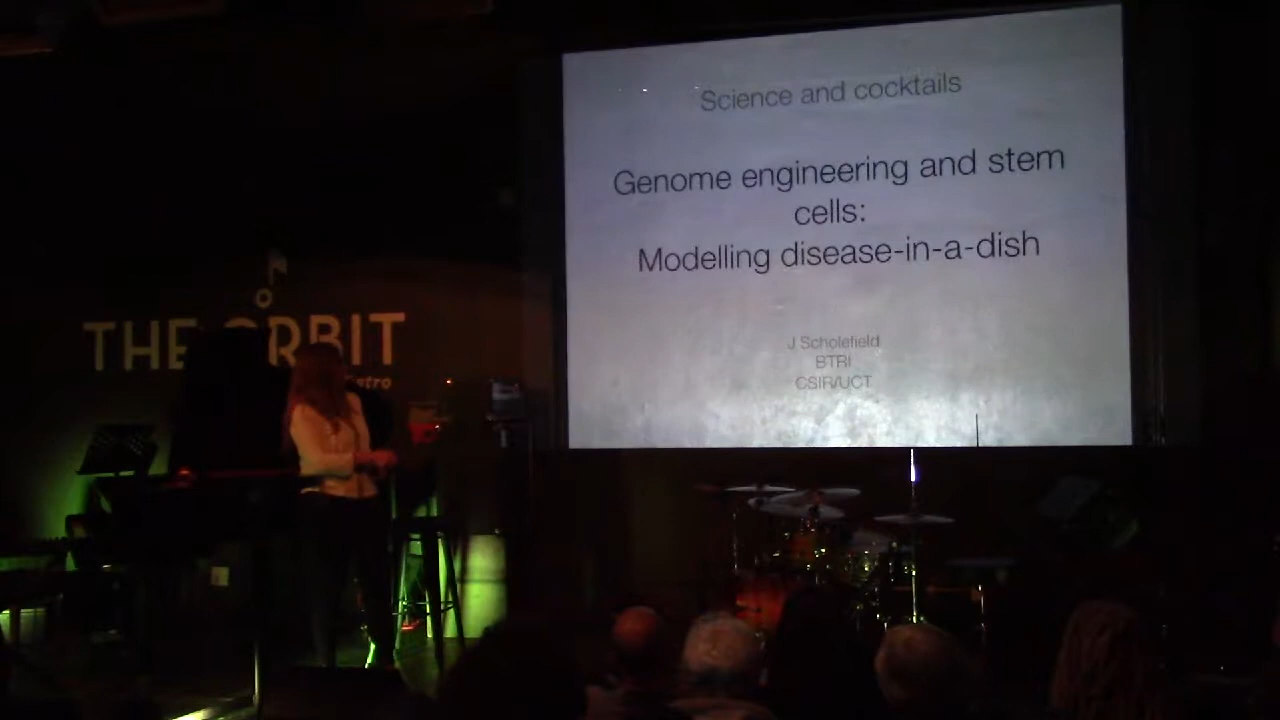 Science and cocktails
Genome engineering and stem
cells:
Modelling disease-in-a-dish
J Scholefield
BTRI
CSIR/UCT
THE ORBIT